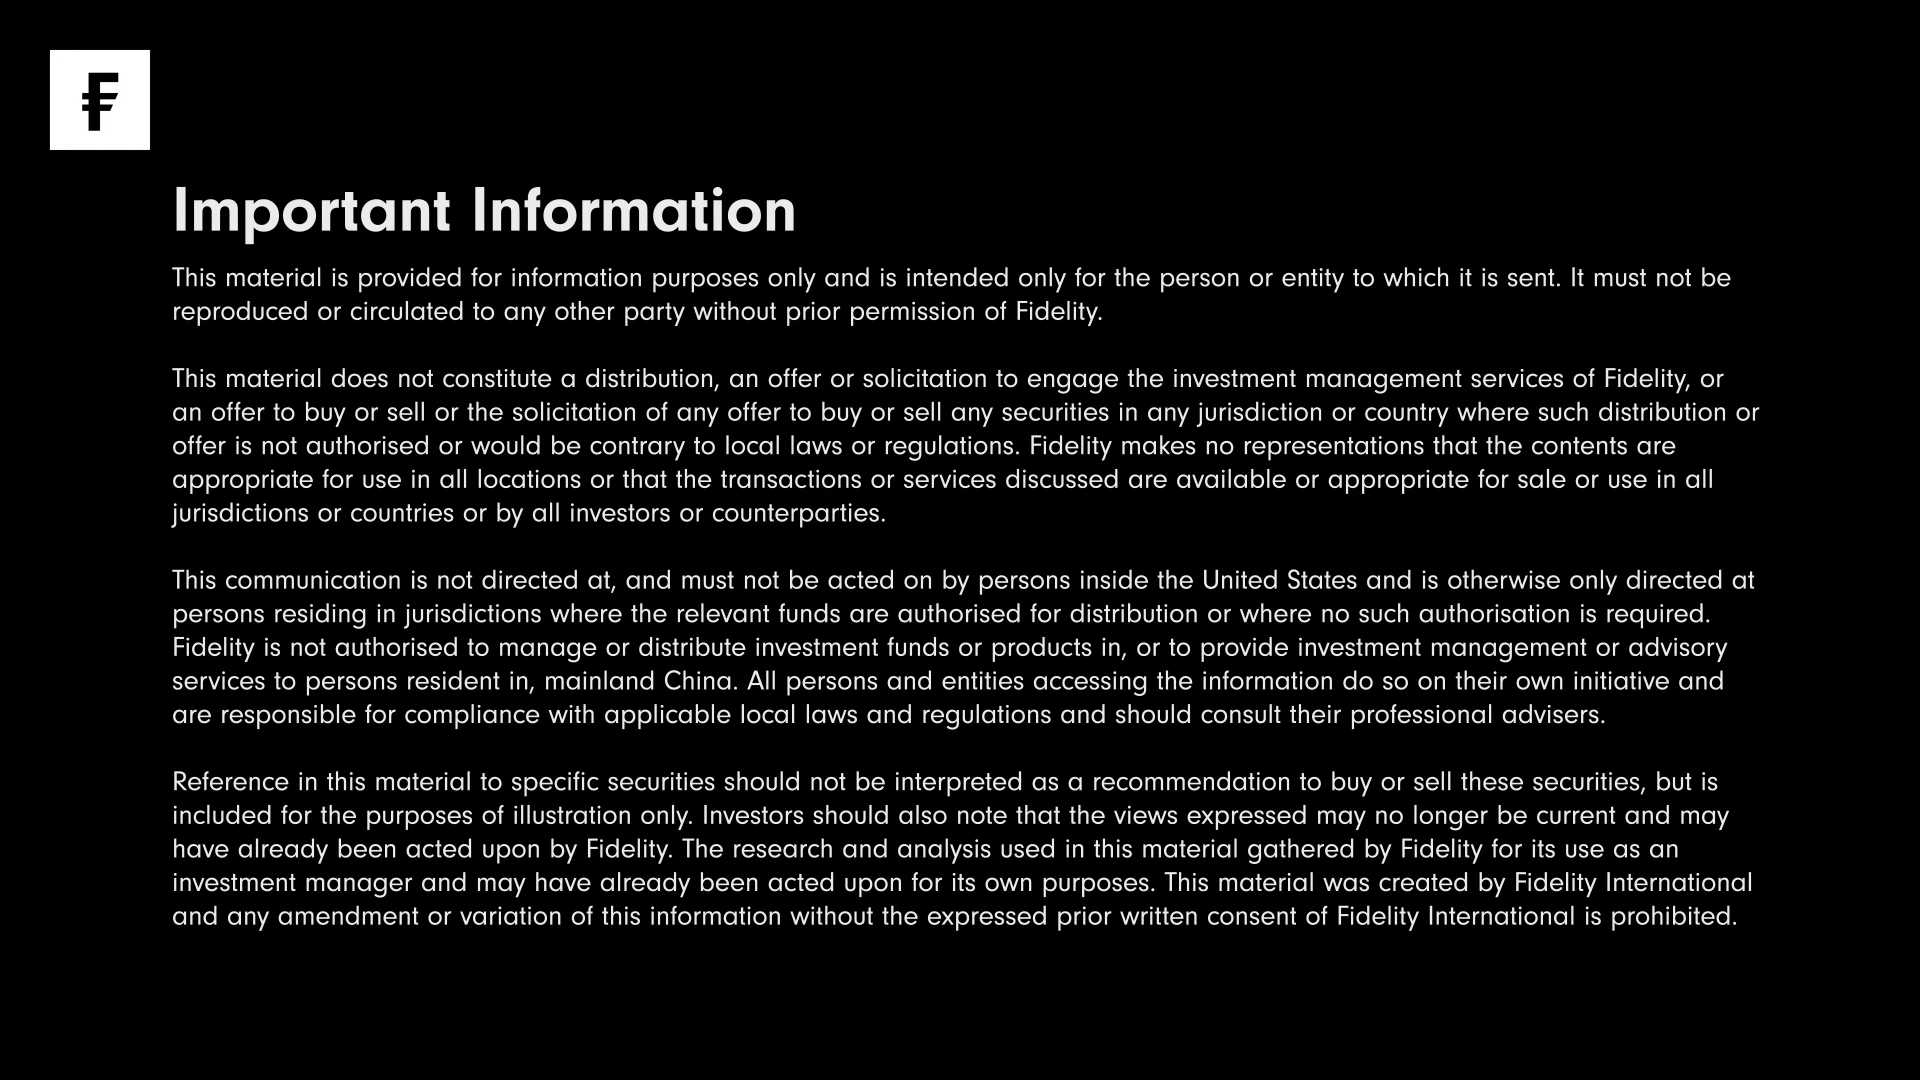 Important Information
This material is provided for information purposes only and is intended only for the person or entity to which it is sent. It must not be
reproduced or circulated to any other party without prior permission of Fidelity.
This material does not constitute a distribution, an offer or solicitation to engage the investment management services of Fidelity, or
an offer to buy or sell or the solicitation of any offer to buy or sell any securities in any jurisdiction or country where such distribution or
offer is not authorised or would be contrary to local laws or regulations. Fidelity makes no representations that the contents are
appropriate for use in all locations or that the transactions or services discussed are available or appropriate for sale or use in all
jurisdictions or countries or by all investors or counterparties.
This communication is not directed at, and must not be acted on by persons inside the United States and is otherwise only directed at
persons residing in jurisdictions where the relevant funds are authorised for distribution or where no such authorisation is required.
Fidelity is not authorised to manage or distribute investment funds or products in, or to provide investment management or advisory
services to persons resident in, mainland China. All persons and entities accessing the information do so on their own initiative and
are responsible for compliance with applicable local laws and regulations and should consult their professional advisers.
Reference in this material to specific securities should not be interpreted as a recommendation to buy or sell these securities, but is
included for the purposes of illustration only. Investors should also note that the views expressed may no longer be current and may
have already been acted upon by Fidelity. The research and analysis used in this material gathered by Fidelity for its use as an
investment manager and may have already been acted upon for its own purposes. This material was created by Fidelity International
and any amendment or variation of this information without the expressed prior written consent of Fidelity International is prohibited.